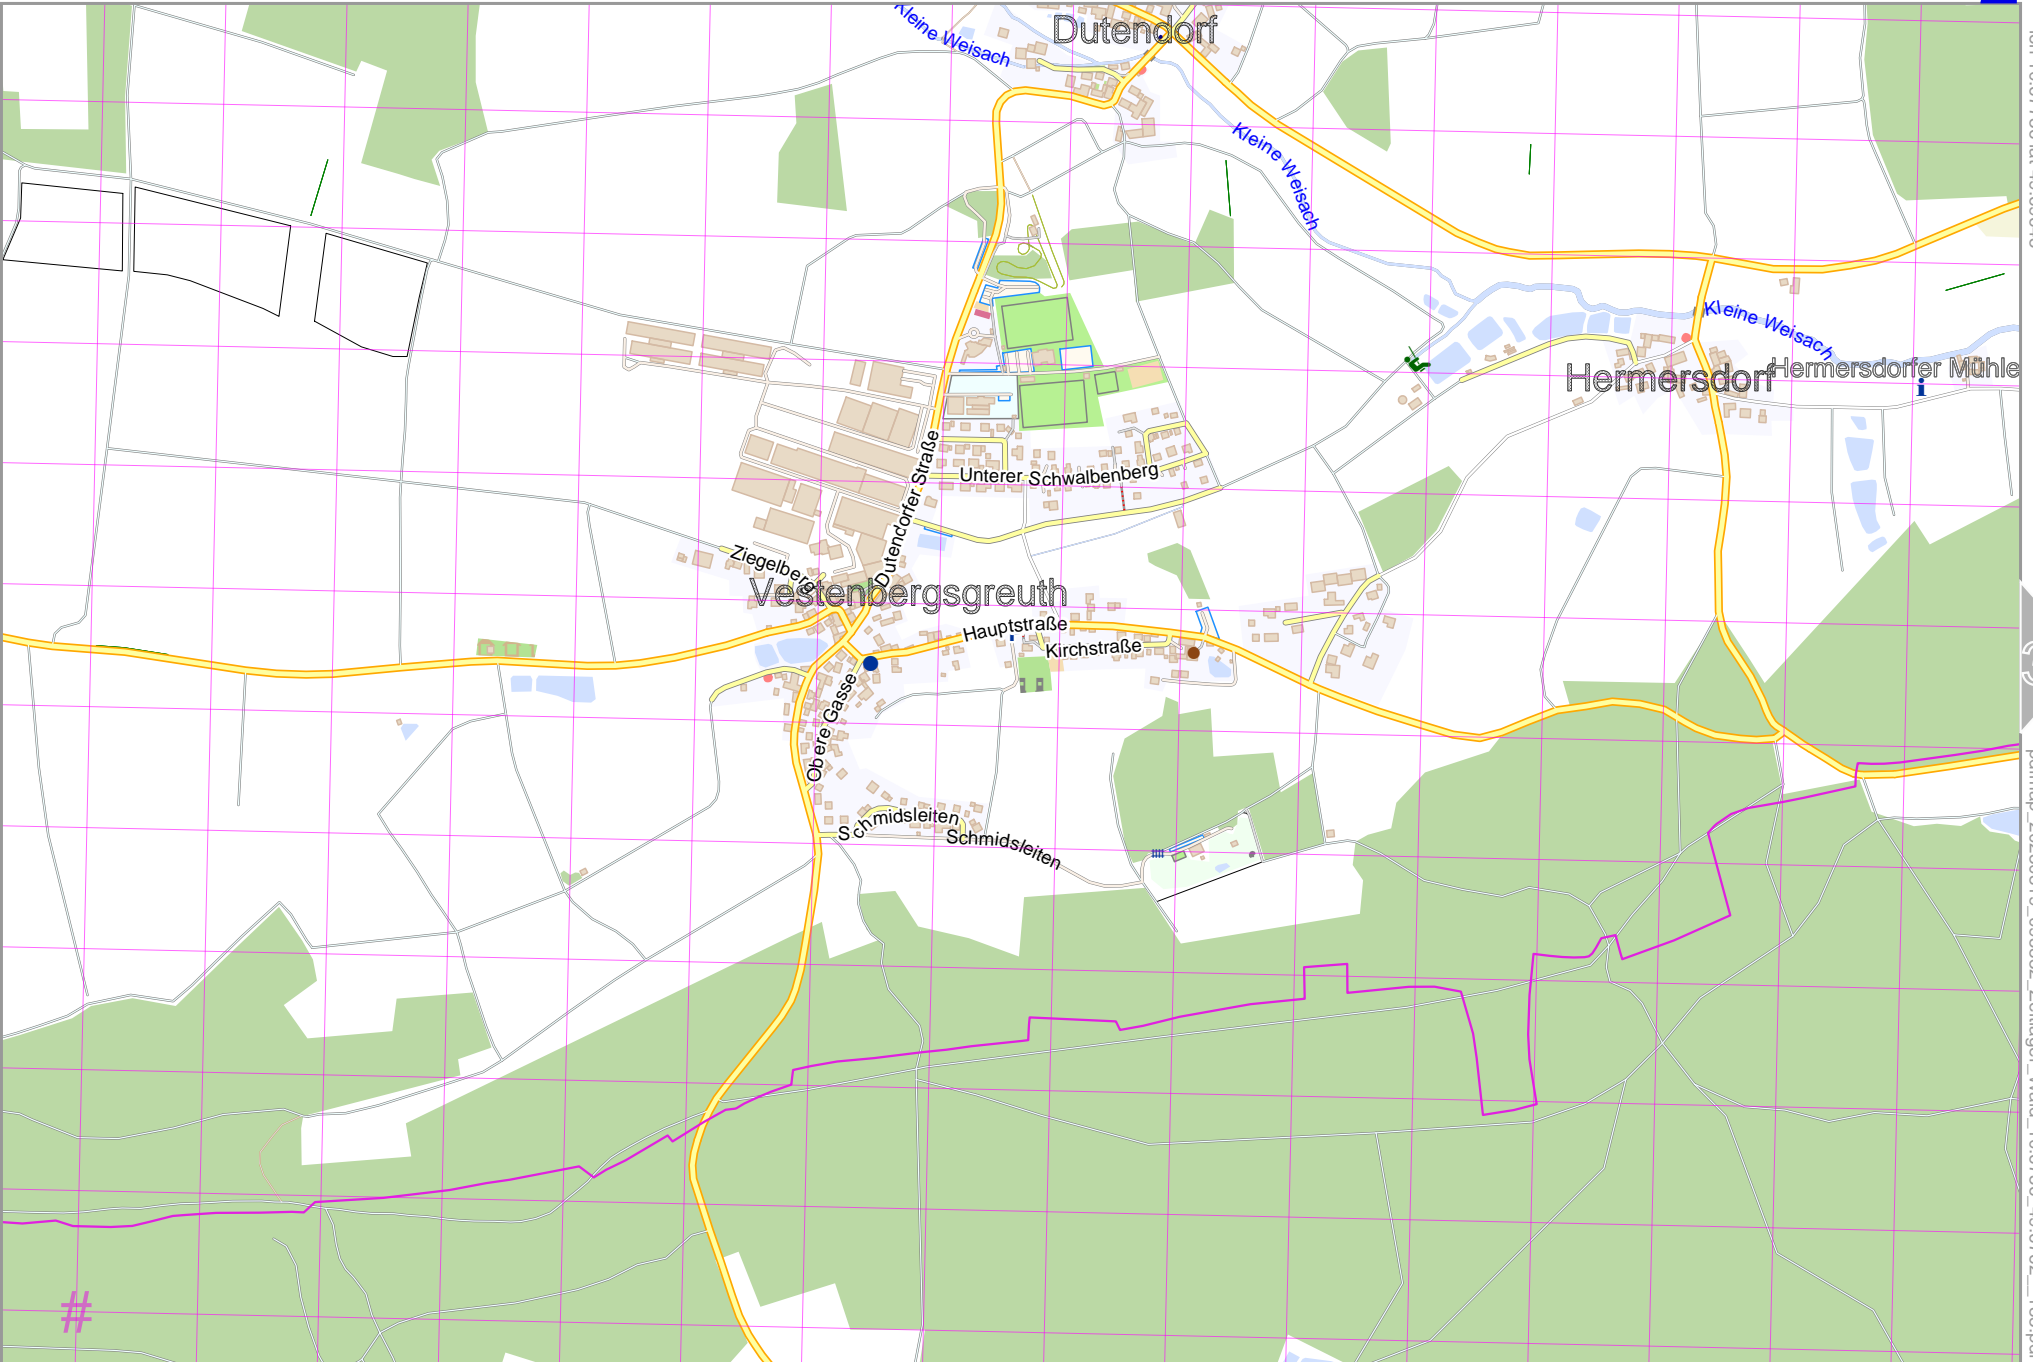 Dutendorf
Kleine Weisach
Kleine Weisach
Kleine Weisach
Hermersdorf
Hermersdorfer Mühle
Dutendorfer Straße
Unterer Schwalbenberg
Ziegelberg
Vestenbergsgreuth
Hauptstraße
Kirchstraße
Obere Gasse
Schmidsleiten
Schmidsleiten
#